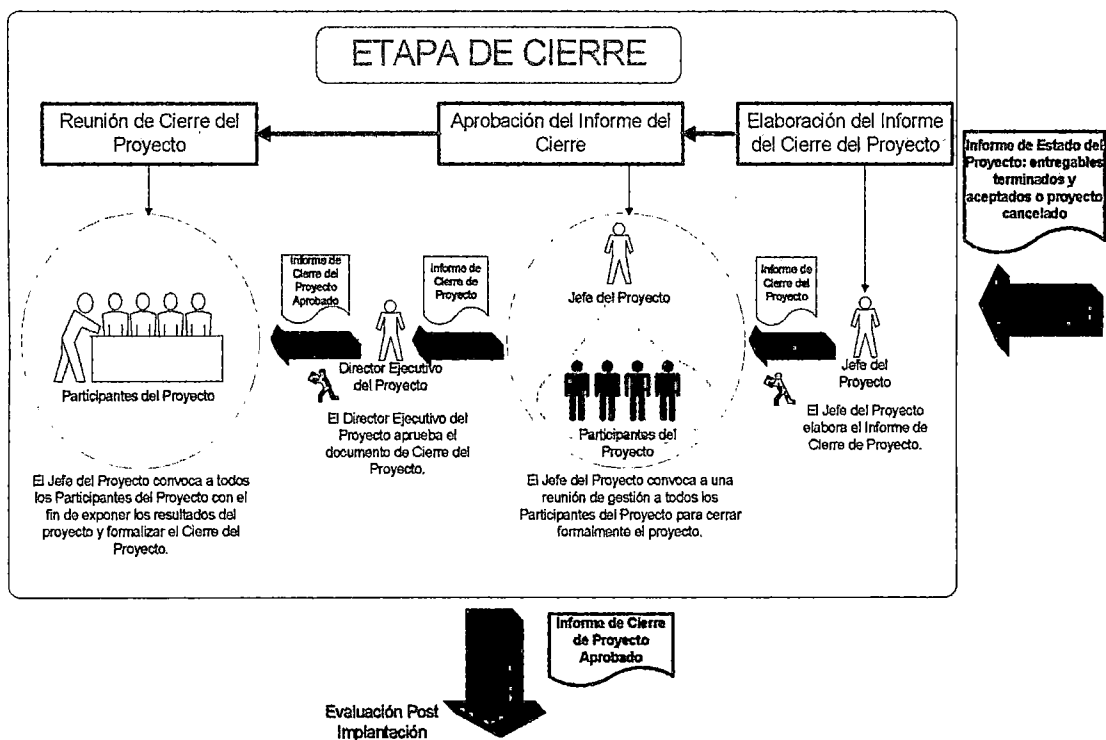 ETAPA DE CIERRE
Reunión de Cierre del
Proyecto
Aprobación del Informe del
Cierre
Elaboración del Informe
del Cierre del Proyecto
Informe de Estado del
Proyecto: entregables
terminados y
aceptados o proyecto
cancelado
Informe de
Cierre del
Proyecto
Aprobado
Informe de
Cierre de
Proyecto
Jefe del Proyecto
Informe de
Cierre del
Proyecto
Participantes del Proyecto
Director Ejecutivo
del Proyecto
El Director Ejecutivo del
Proyecto aprueba el
documento de Cierre del
Proyecto.
Participantes del
Proyecto
Jefe del
Proyecto
El Jefe del Proyecto
elabora el Informe de
Cierre de Proyecto.
El Jefe del Proyecto convoca a todos
los Participantes del Proyecto con el
fin de exponer los resultados del
proyecto y formalizar el Cierre del
Proyecto.
El Jefe del Proyecto convoca a una
reunión de gestión a todos los
Participantes del Proyecto para cerrar
formalmente el proyecto.
Informe de Cierre
de Proyecto
Aprobado
Evaluación Post
Implantación